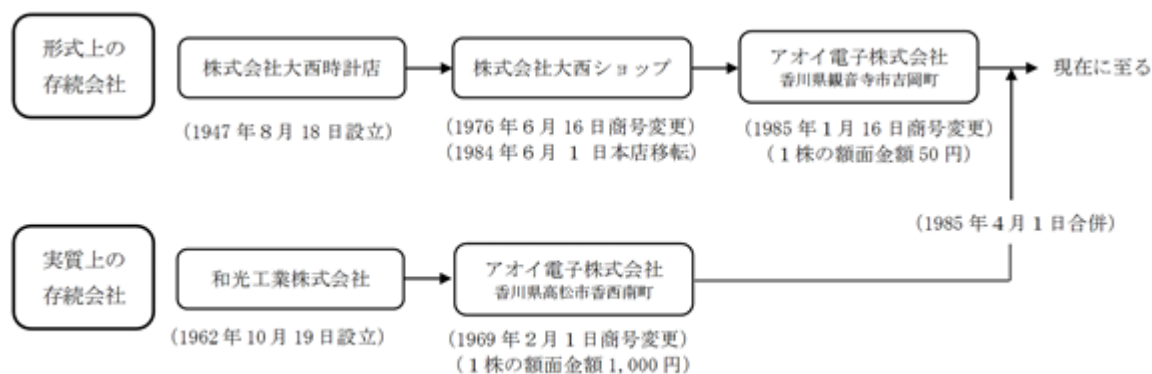 形式上の
存続会社
株式会社大西時計店
(1947年8月18日設立)
株式会社大西ショップ
(1976年6月16日商号変更)
(1984年6月1日本店移転)
アオイ電子株式会社
香川県観音寺市吉岡町
(1985年1月16日商号変更)
(1株の額面金額50円)
現在に至る
(1985年4月1日合併)
実質上の
存続会社
和光工業株式会社
(1962年10月19日設立)
アオイ電子株式会社
香川県高松市香西南町
(1969年2月1日商号変更)
(1株の額面金額1,000円)